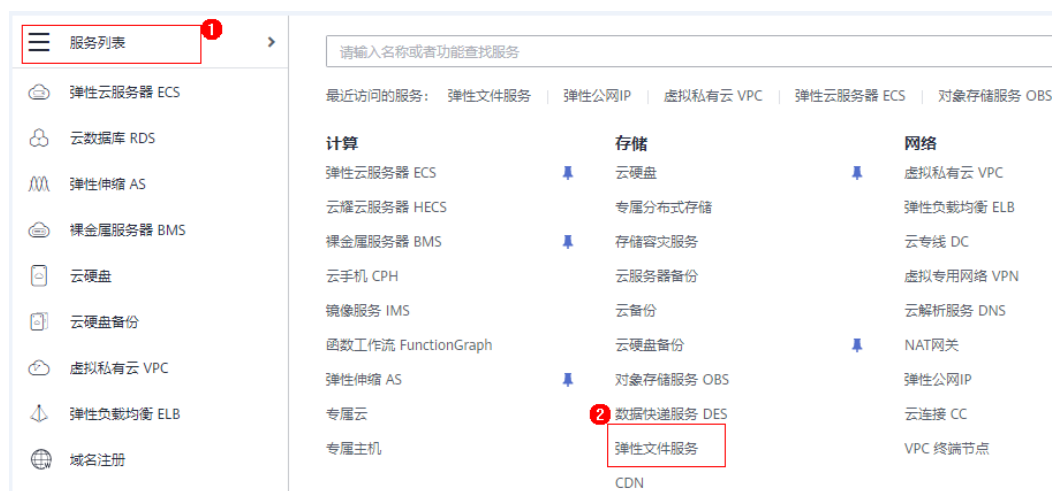 服务列表
1
弹性云服务器 ECS
云数据库 RDS
弹性伸缩 AS
裸金属服务器 BMS
云硬盘
云硬盘备份
虚拟私有云 VPC
弹性负载均衡 ELB
域名注册
请输入名称或者功能查找服务
最近访问的服务： 弹性文件服务 弹性公网IP 虚拟私有云 VPC 弹性云服务器 ECS 对象存储服务 OBS
计算
弹性云服务器 ECS
云耀云服务器 HECS
裸金属服务器 BMS
云手机 CPH
镜像服务 IMS
函数工作流 FunctionGraph
弹性伸缩 AS
专属云
专属主机
存储
云硬盘
专属分布式存储
存储容灾服务
云服务器备份
云备份
云硬盘备份
对象存储服务 OBS
2 数据快递服务 DES
弹性文件服务
CDN
网络
虚拟私有云 VPC
弹性负载均衡 ELB
云专线 DC
虚拟专用网络 VPN
云解析服务 DNS
NAT网关
弹性公网IP
云连接 CC
VPC 终端节点